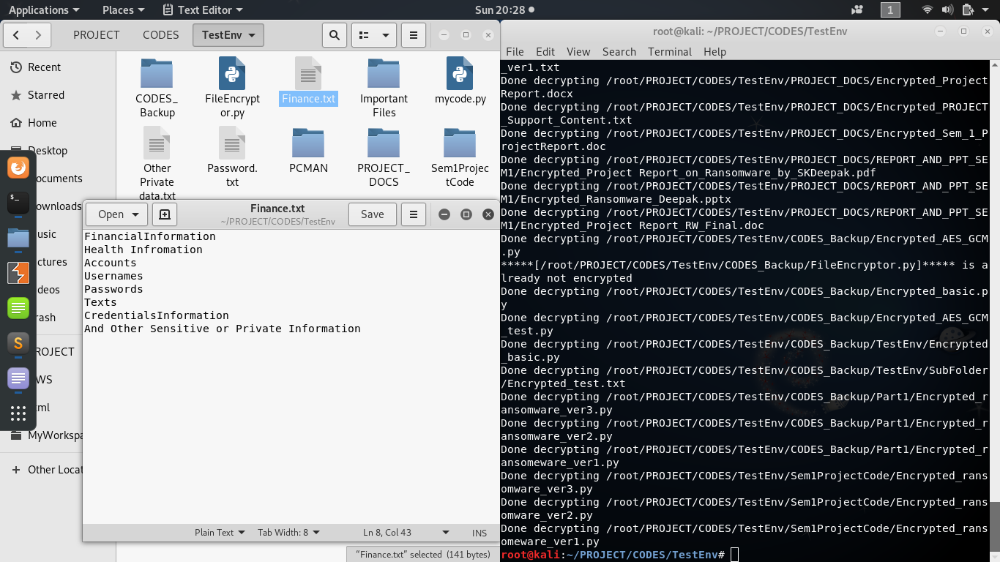 Applications
Places
Text Editor
Sun 20:28
1
PROJECT
CODES
TestEnv
Recent
Starred
Home
Desktop
ocuments
ownloads
usic
ctures
deos
rash
ROJECT
WS
tml
MyWorkspa
+ Other Locat
CODES_
Backup
FileEncrypt
or.py
Finance.txt
Important
Files
mycode.py
Other
Private
data.txt
Password.
txt
PCMAN
PROJECT_
DOCS
Sem1Projec
tCode
Open
Finance.txt
~/PROJECT/CODES/TestEnv
Save
FinancialInformation
Health Infromation
Accounts
Usernames
Passwords
Texts
CredentialsInformation
And Other Sensitive or Private Information
Plain Text
Tab Width: 8
Ln 8, Col 43
INS
“Finance.txt” selected (141 bytes)
root@kali: ~/PROJECT/CODES/TestEnv
File Edit View Search Terminal Help
_ver1.txt
Done decrypting /root/PROJECT/CODES/TestEnv/PROJECT_DOCS/Encrypted_Project
Report.docx
Done decrypting /root/PROJECT/CODES/TestEnv/PROJECT_DOCS/Encrypted_PROJECT
_Support_Content.txt
Done decrypting /root/PROJECT/CODES/TestEnv/PROJECT_DOCS/Encrypted_Sem_1_P
rojectReport.doc
Done decrypting /root/PROJECT/CODES/TestEnv/PROJECT_DOCS/REPORT_AND_PPT_SE
M1/Encrypted_Project Report_on_Ransomware_by_SKDeepak.pdf
Done decrypting /root/PROJECT/CODES/TestEnv/PROJECT_DOCS/REPORT_AND_PPT_SE
M1/Encrypted_Ransomware_Deepak.pptx
Done decrypting /root/PROJECT/CODES/TestEnv/PROJECT_DOCS/REPORT_AND_PPT_SE
M1/Encrypted_Project Report_RW_Final.doc
Done decrypting /root/PROJECT/CODES/TestEnv/CODES_Backup/Encrypted_AES_GCM
.py
*****[/root/PROJECT/CODES/TestEnv/CODES_Backup/FileEncryptor.py]***** is a
lready not encrypted
Done decrypting /root/PROJECT/CODES/TestEnv/CODES_Backup/Encrypted_basic.p
y
Done decrypting /root/PROJECT/CODES/TestEnv/CODES_Backup/Encrypted_AES_GCM
_test.py
Done decrypting /root/PROJECT/CODES/TestEnv/CODES_Backup/TestEnv/Encrypted
_basic.py
Done decrypting /root/PROJECT/CODES/TestEnv/CODES_Backup/TestEnv/SubFolder
/Encrypted_test.txt
Done decrypting /root/PROJECT/CODES/TestEnv/CODES_Backup/Part1/Encrypted_r
ansomware_ver3.py
Done decrypting /root/PROJECT/CODES/TestEnv/CODES_Backup/Part1/Encrypted_r
ansomware_ver2.py
Done decrypting /root/PROJECT/CODES/TestEnv/CODES_Backup/Part1/Encrypted_r
ansomeware_ver1.py
Done decrypting /root/PROJECT/CODES/TestEnv/Sem1ProjectCode/Encrypted_rans
omware_ver3.py
Done decrypting /root/PROJECT/CODES/TestEnv/Sem1ProjectCode/Encrypted_rans
omware_ver2.py
Done decrypting /root/PROJECT/CODES/TestEnv/Sem1ProjectCode/Encrypted_rans
omeware_ver1.py
root@kali:~/PROJECT/CODES/TestEnv#